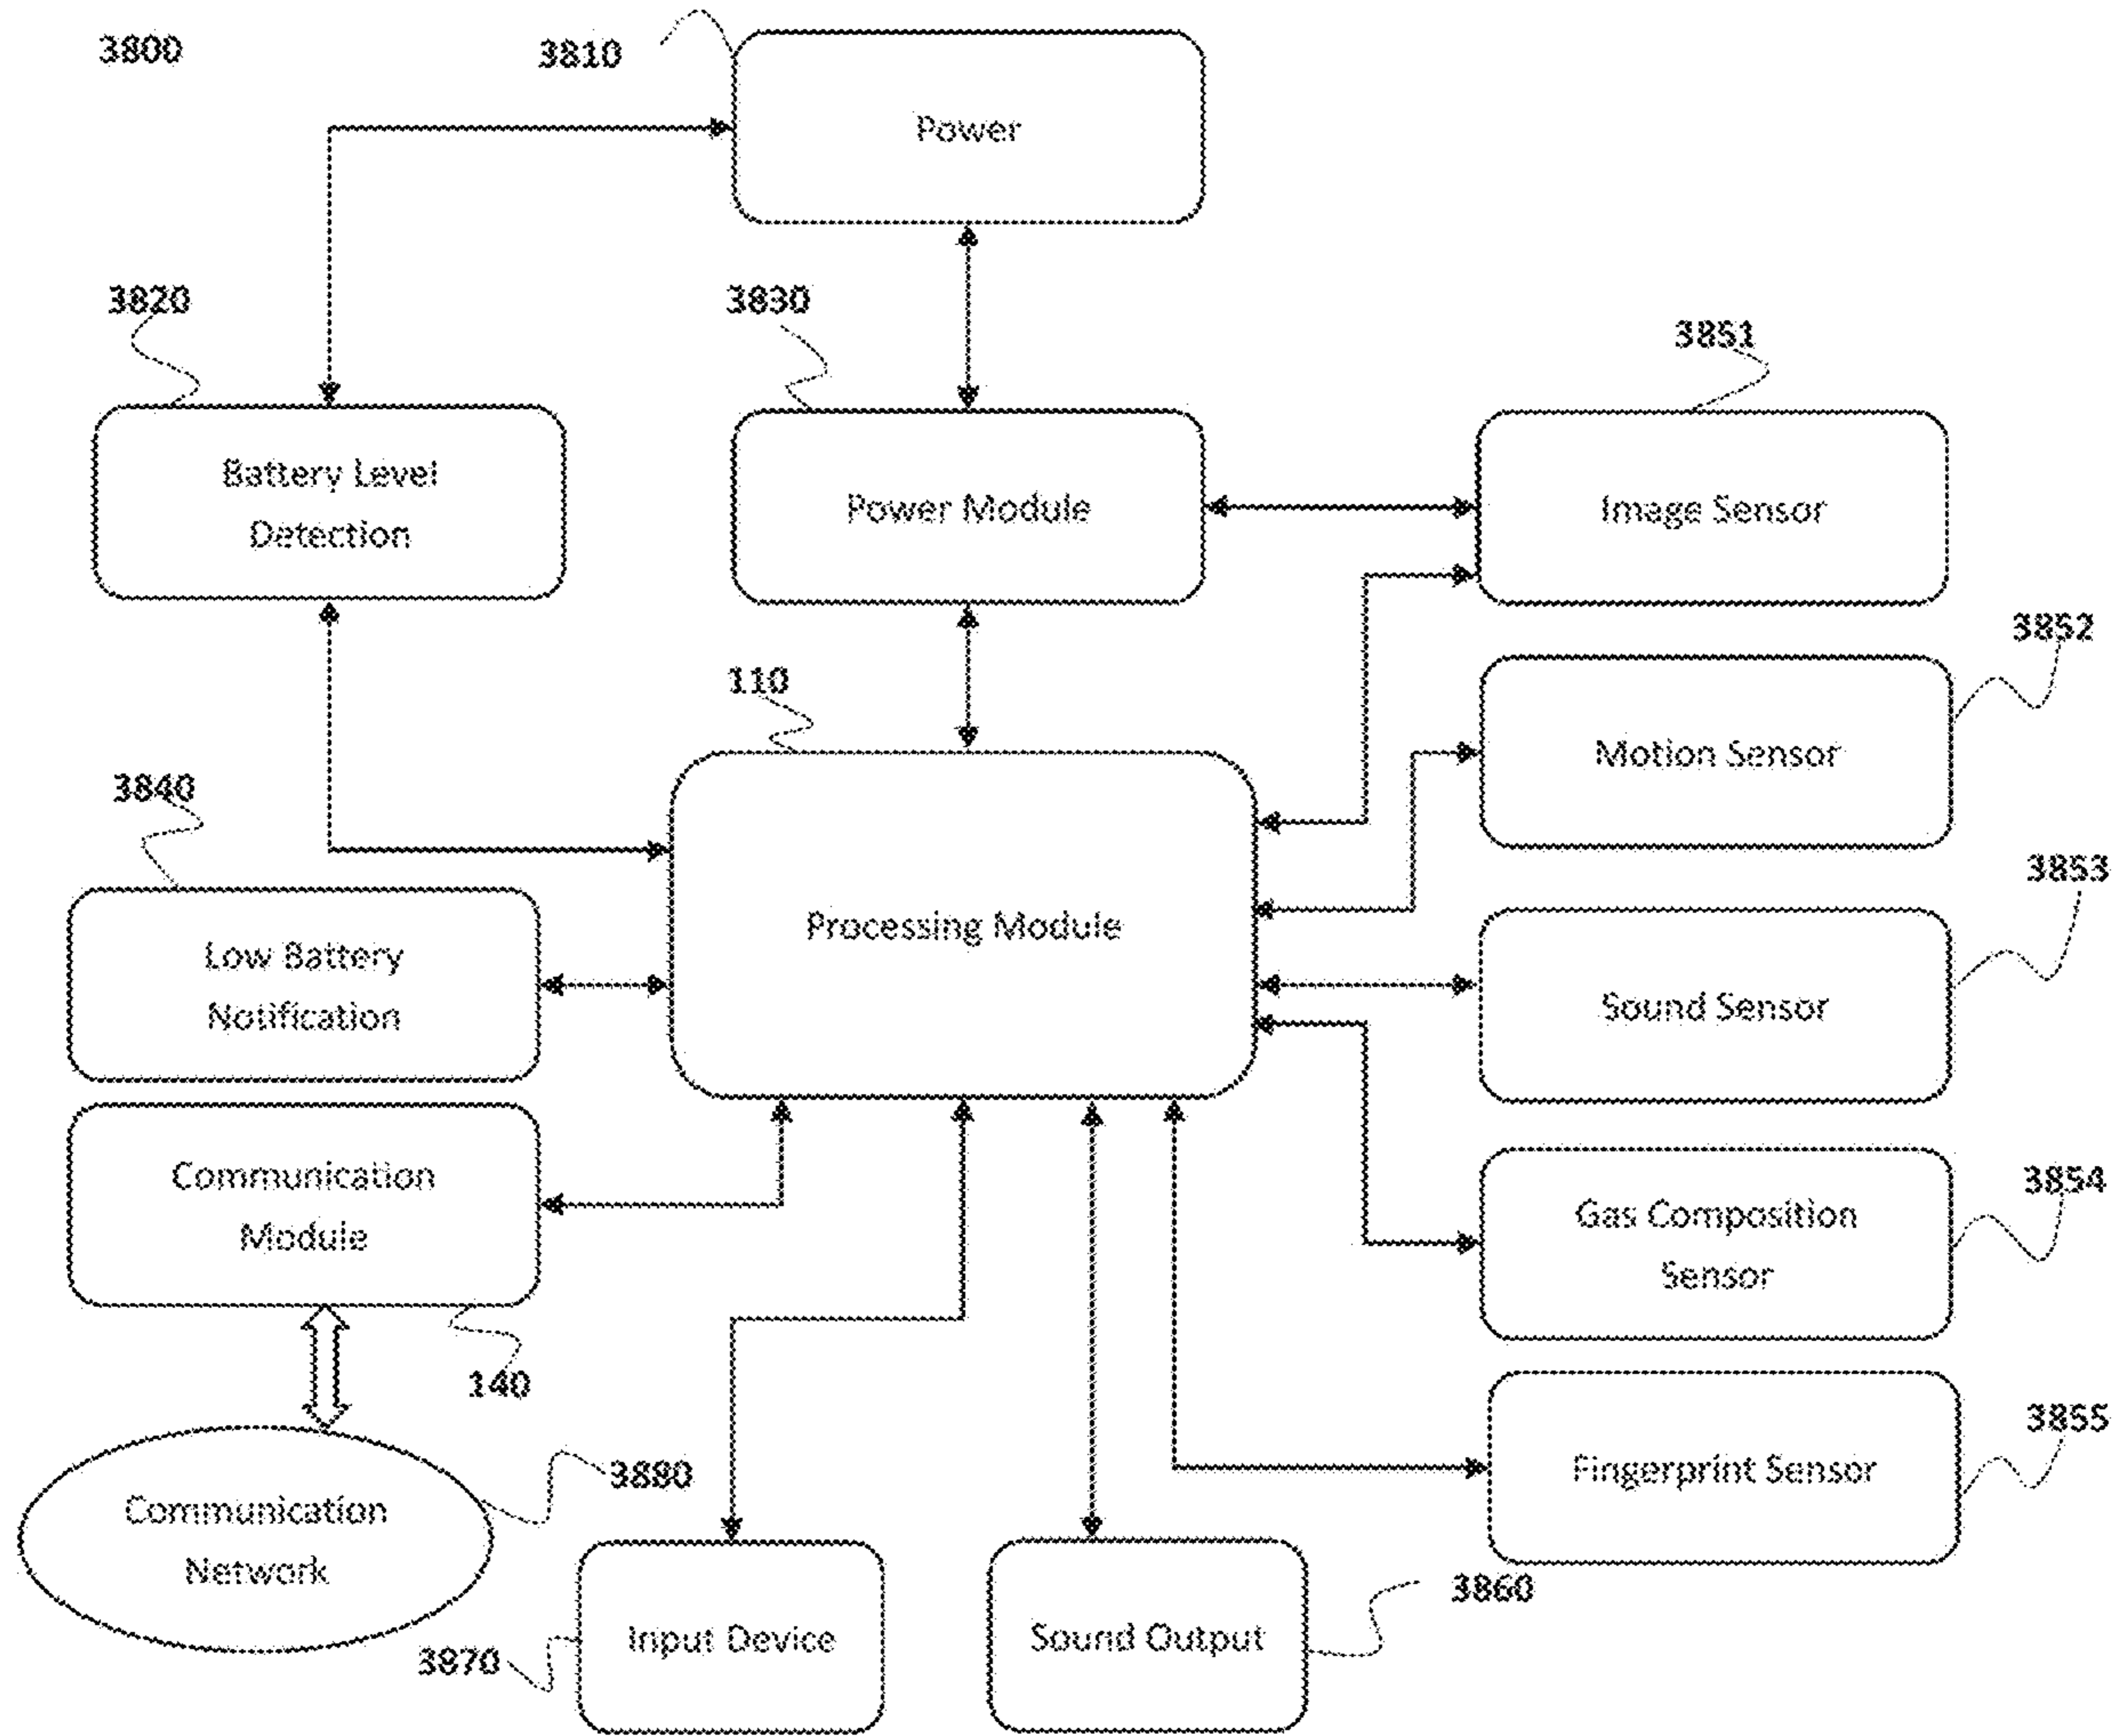 3800
3810
Power
3820
3830
3851
Battery Level
Detection
Power Module
Image Sensor
3852
110
Motion Sensor
3840
3853
Processing Module
Low Battery
Notification
Sound Sensor
Communication
Module
3854
Gas Composition
Sensor
140
3855
3880
Fingerprint Sensor
Communication
Network
3860
Input Device
Sound Output
3870